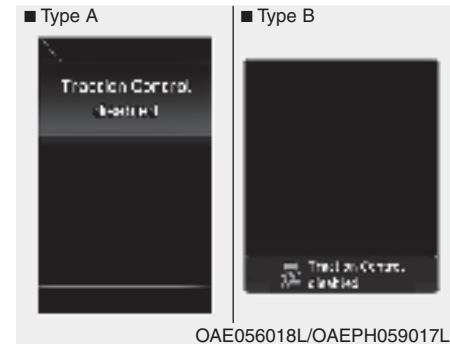 ■ Type A
■ Type B
Traction Control
disabled
Traction Control
disabled
OAE056018L/OAEPH059017L